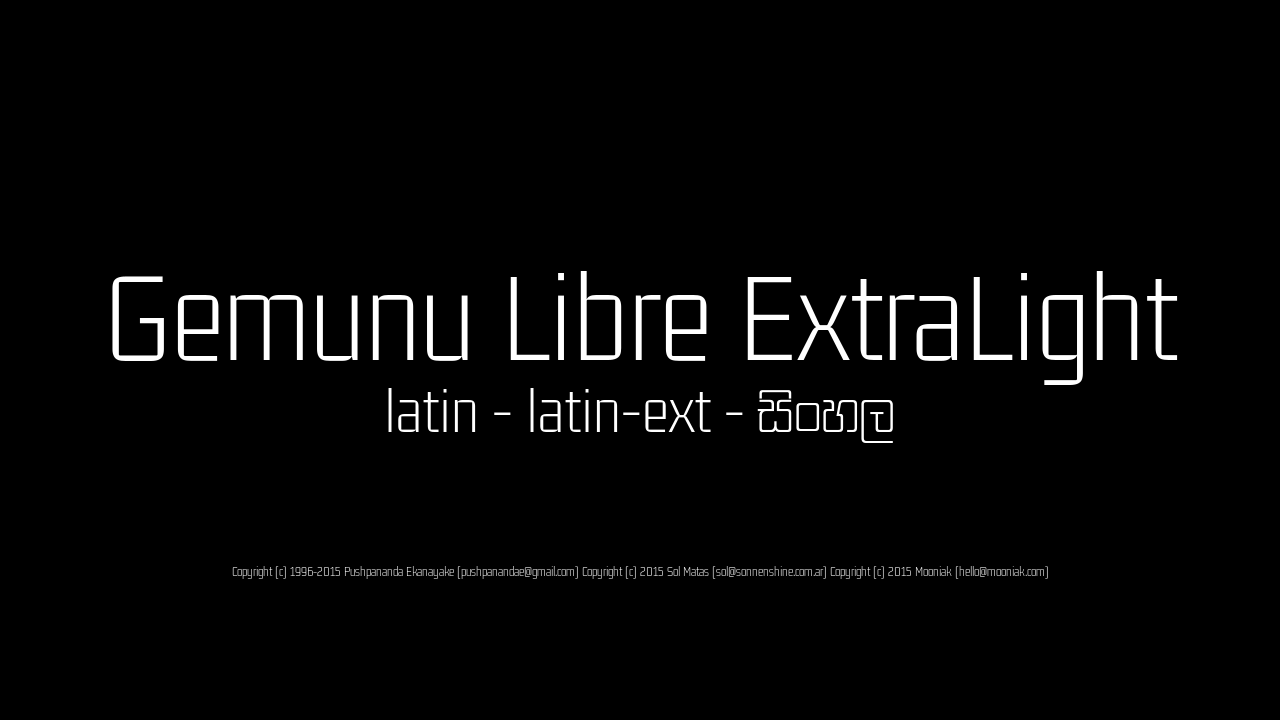 Gemunu Libre ExtraLight
latin - latin-ext - සිංහල
Copyright (c) 1996-2015 Pushpananda Ekanayake (pushpanandae@gmail.com) Copyright (c) 2015 Sol Matas (sol@sonnenshine.com.ar) Copyright (c) 2015 Mooniak (hello@mooniak.com)